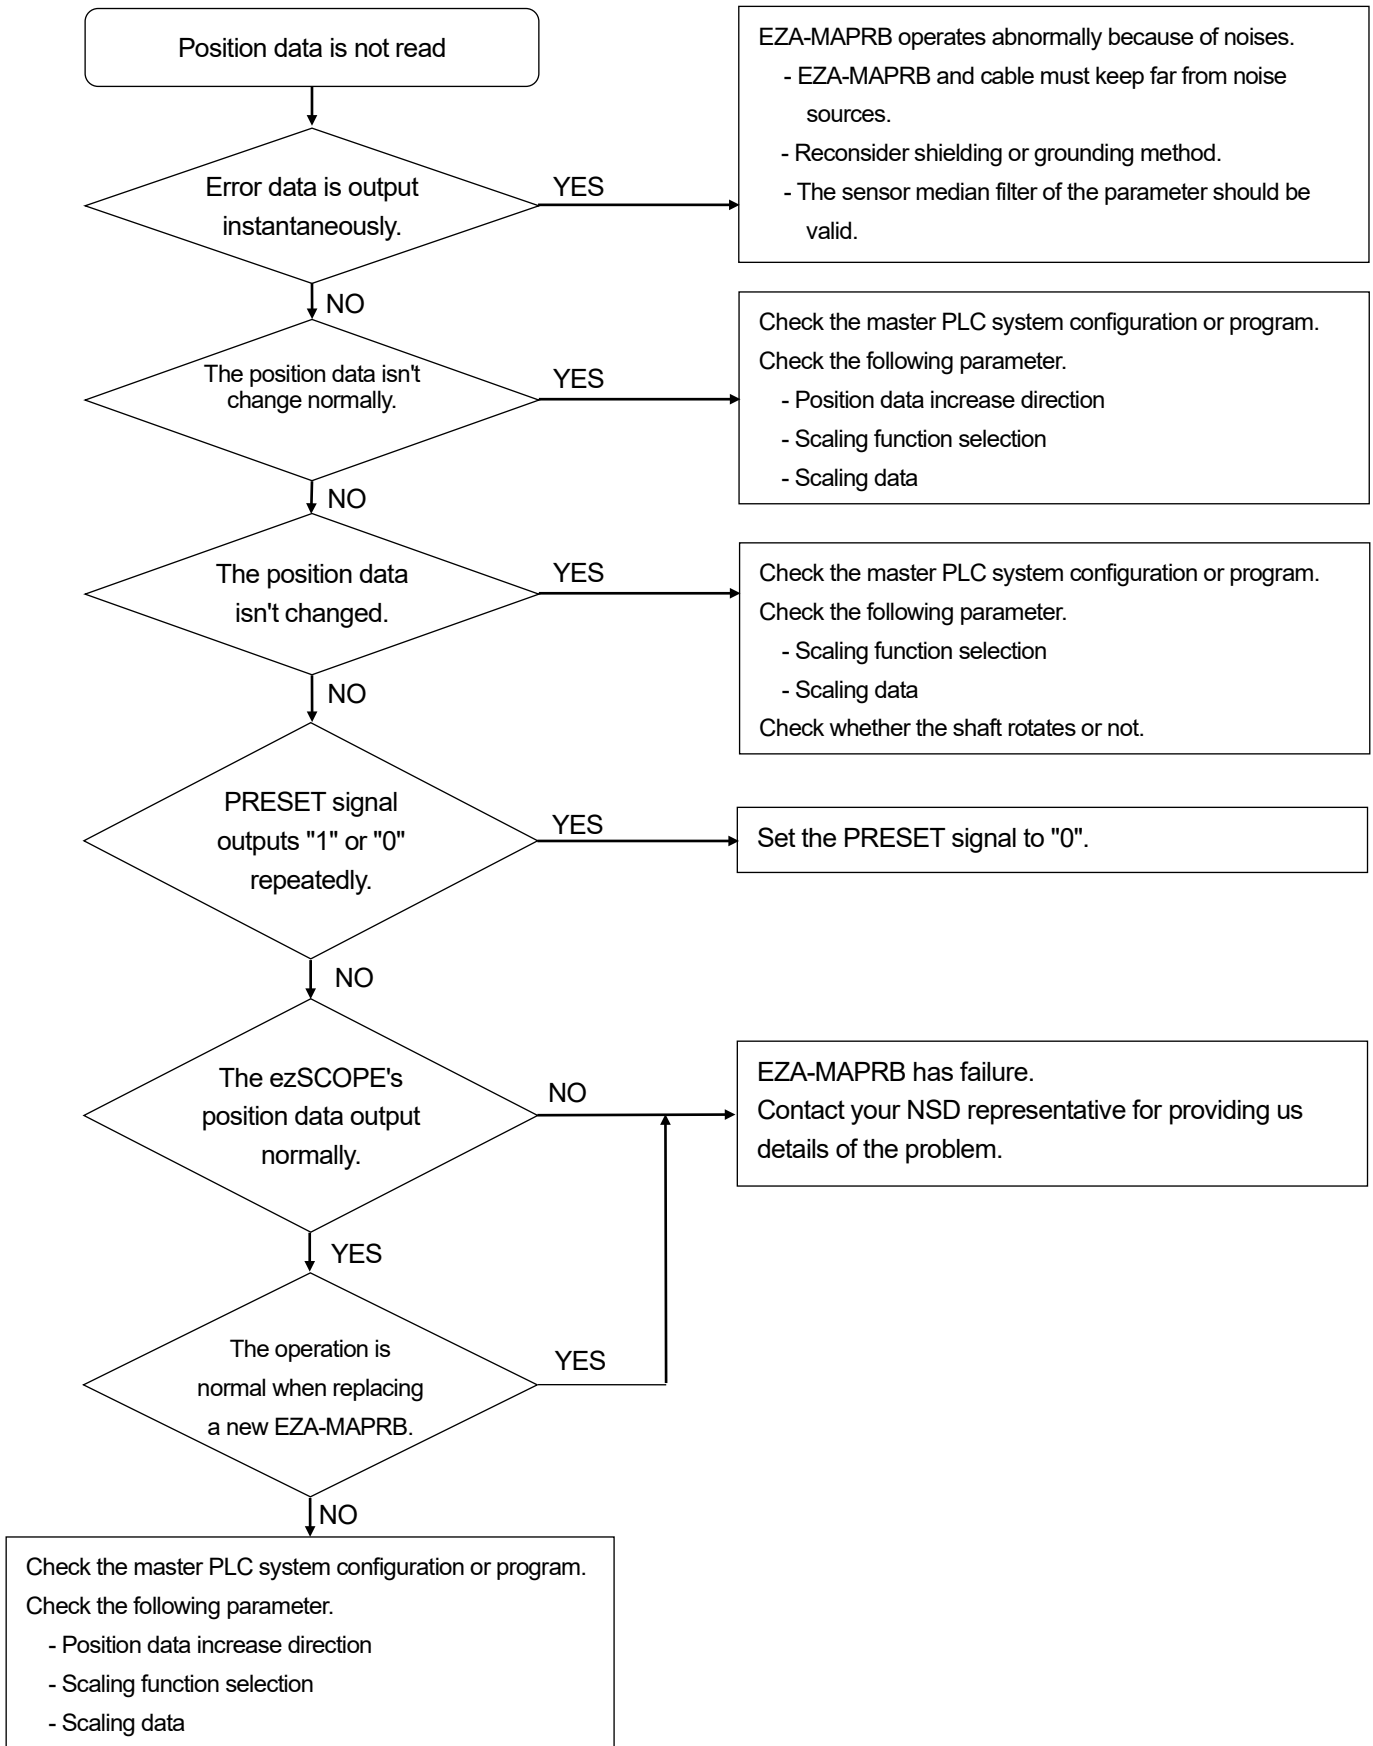 Position data is not read
Error data is output
instantaneously.
YES
EZA-MAPRB operates abnormally because of noises.
- EZA-MAPRB and cable must keep far from noise
sources.
- Reconsider shielding or grounding method.
- The sensor median filter of the parameter should be
valid.
NO
The position data isn't
change normally.
YES
Check the master PLC system configuration or program.
Check the following parameter.
- Position data increase direction
- Scaling function selection
- Scaling data
NO
The position data
isn't changed.
YES
Check the master PLC system configuration or program.
Check the following parameter.
- Scaling function selection
- Scaling data
Check whether the shaft rotates or not.
NO
PRESET signal
outputs "1" or "0"
repeatedly.
YES
Set the PRESET signal to "0".
NO
The ezSCOPE's
position data output
normally.
NO
EZA-MAPRB has failure.
Contact your NSD representative for providing us
details of the problem.
YES
The operation is
normal when replacing
a new EZA-MAPRB.
YES
NO
Check the master PLC system configuration or program.
Check the following parameter.
- Position data increase direction
- Scaling function selection
- Scaling data